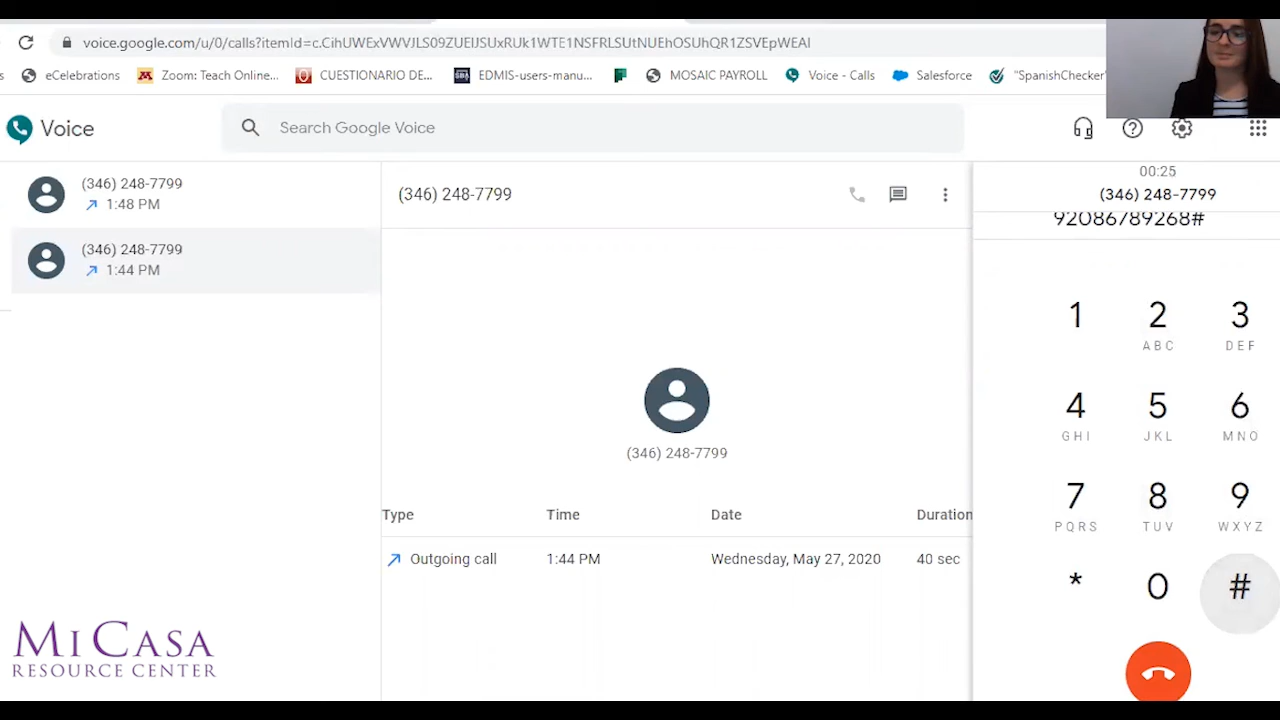 voice.google.com/u/0/calls?itemId=c.CihUWExVWVJLS09ZUElJSUxNUk1WTE1NSFRLSUtNUEhOSUhQR1ZSVEpWEAI
s eCelebrations Zoom: Teach Online... CUESTIONARIO DE... SBA EDMIS-users-manu... MOSAIC PAYROLL Voice - Calls Salesforce "SpanishChecker"
Voice Search Google Voice
(346) 248-7799
1:48 PM
(346) 248-7799
1:44 PM
(346) 248-7799
(346) 248-7799
Type Time Date Duration
Outgoing call 1:44 PM Wednesday, May 27, 2020 40 sec
00:25
(346) 248-7799
92086789268#
1 2 3
ABC DEF
4 5 6
GHI JKL MNO
7 8 9
PQRS TUV WXYZ
* 0 #
MI CASA
RESOURCE CENTER